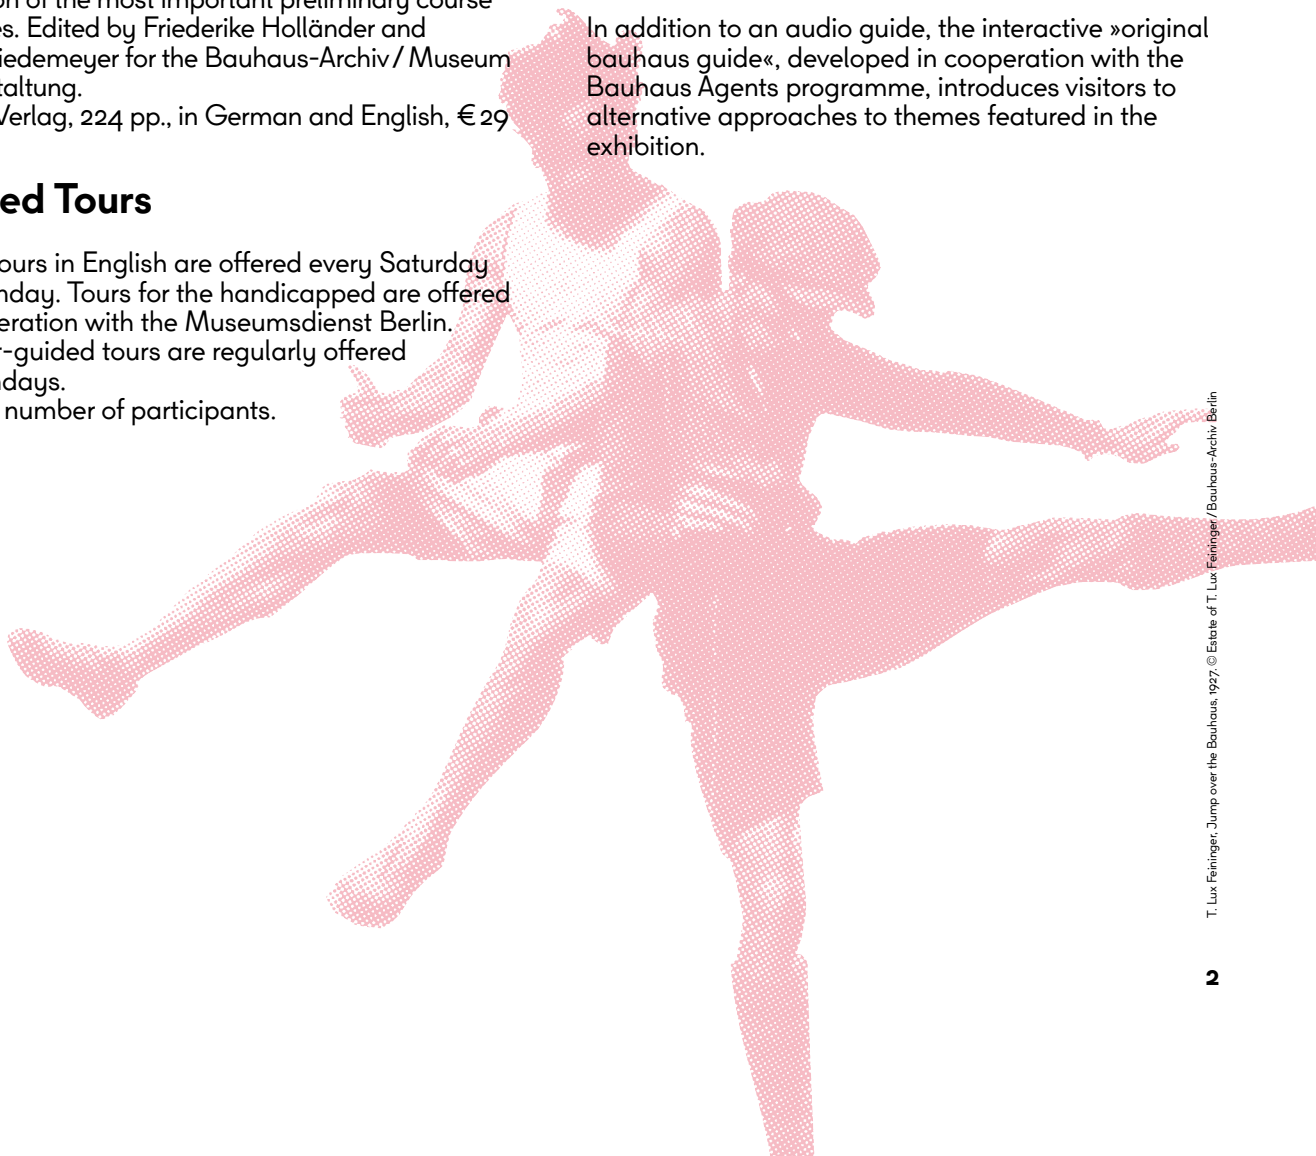 on of the most important preliminary course
es. Edited by Friederike Holländer and
iedemeyer for the Bauhaus-Archiv / Museum
taltung.
Verlag, 224 pp., in German and English, € 29
ed Tours
ours in English are offered every Saturday
nday. Tours for the handicapped are offered
eration with the Museumsdienst Berlin.
r-guided tours are regularly offered
ndays.
number of participants.
In addition to an audio guide, the interactive »original
bauhaus guide«, developed in cooperation with the
Bauhaus Agents programme, introduces visitors to
alternative approaches to themes featured in the
exhibition.
T. Lux Feininger, Jump over the Bauhaus, 1927. © Estate of T. Lux Feininger / Bauhaus-Archiv Berlin
2